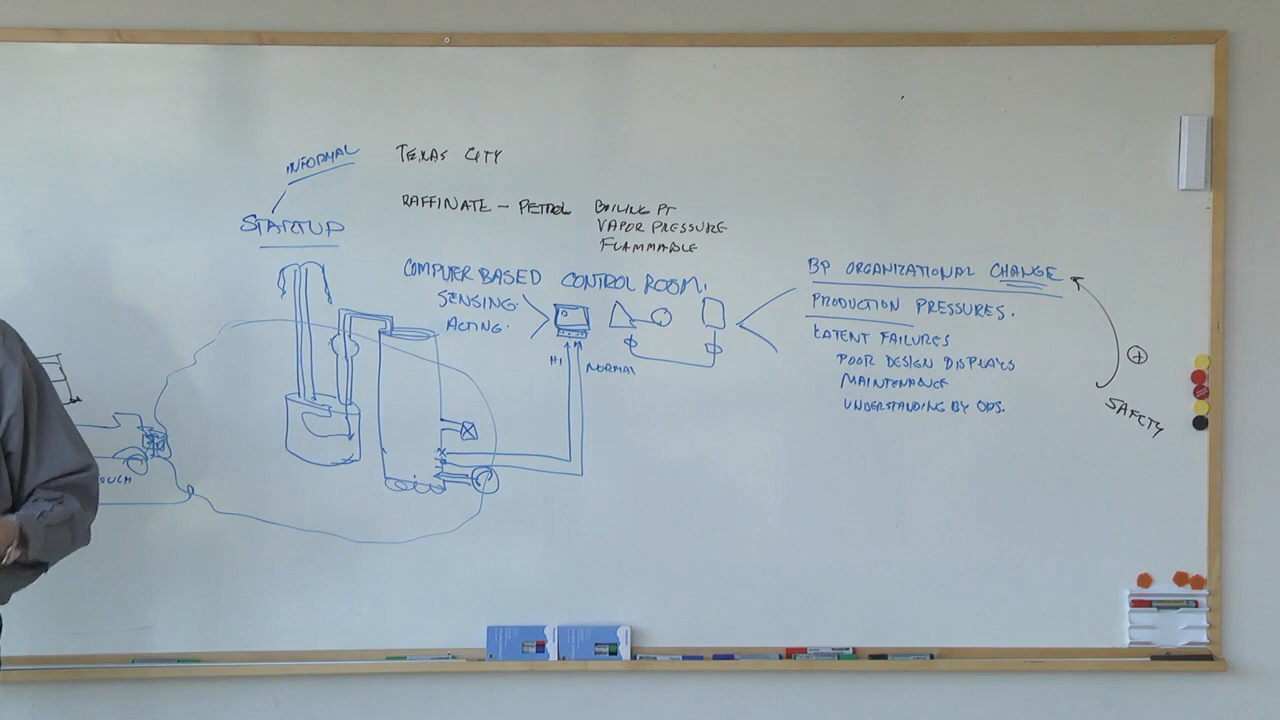 INFORMAL
TEXAS CITY
STARTUP
RAFFINATE - PETROL
BOILING PT
VAPOR PRESSURE
FLAMMABLE
COMPUTER BASED CONTROL ROOM.
SENSING.
ACTING.
HI
NORMAL
BP ORGANIZATIONAL CHANGE
PRODUCTION PRESSURES.
LATENT FAILURES
POOR DESIGN DISPLAYS
MAINTENANCE
UNDERSTANDING BY OPS.
+
SAFETY